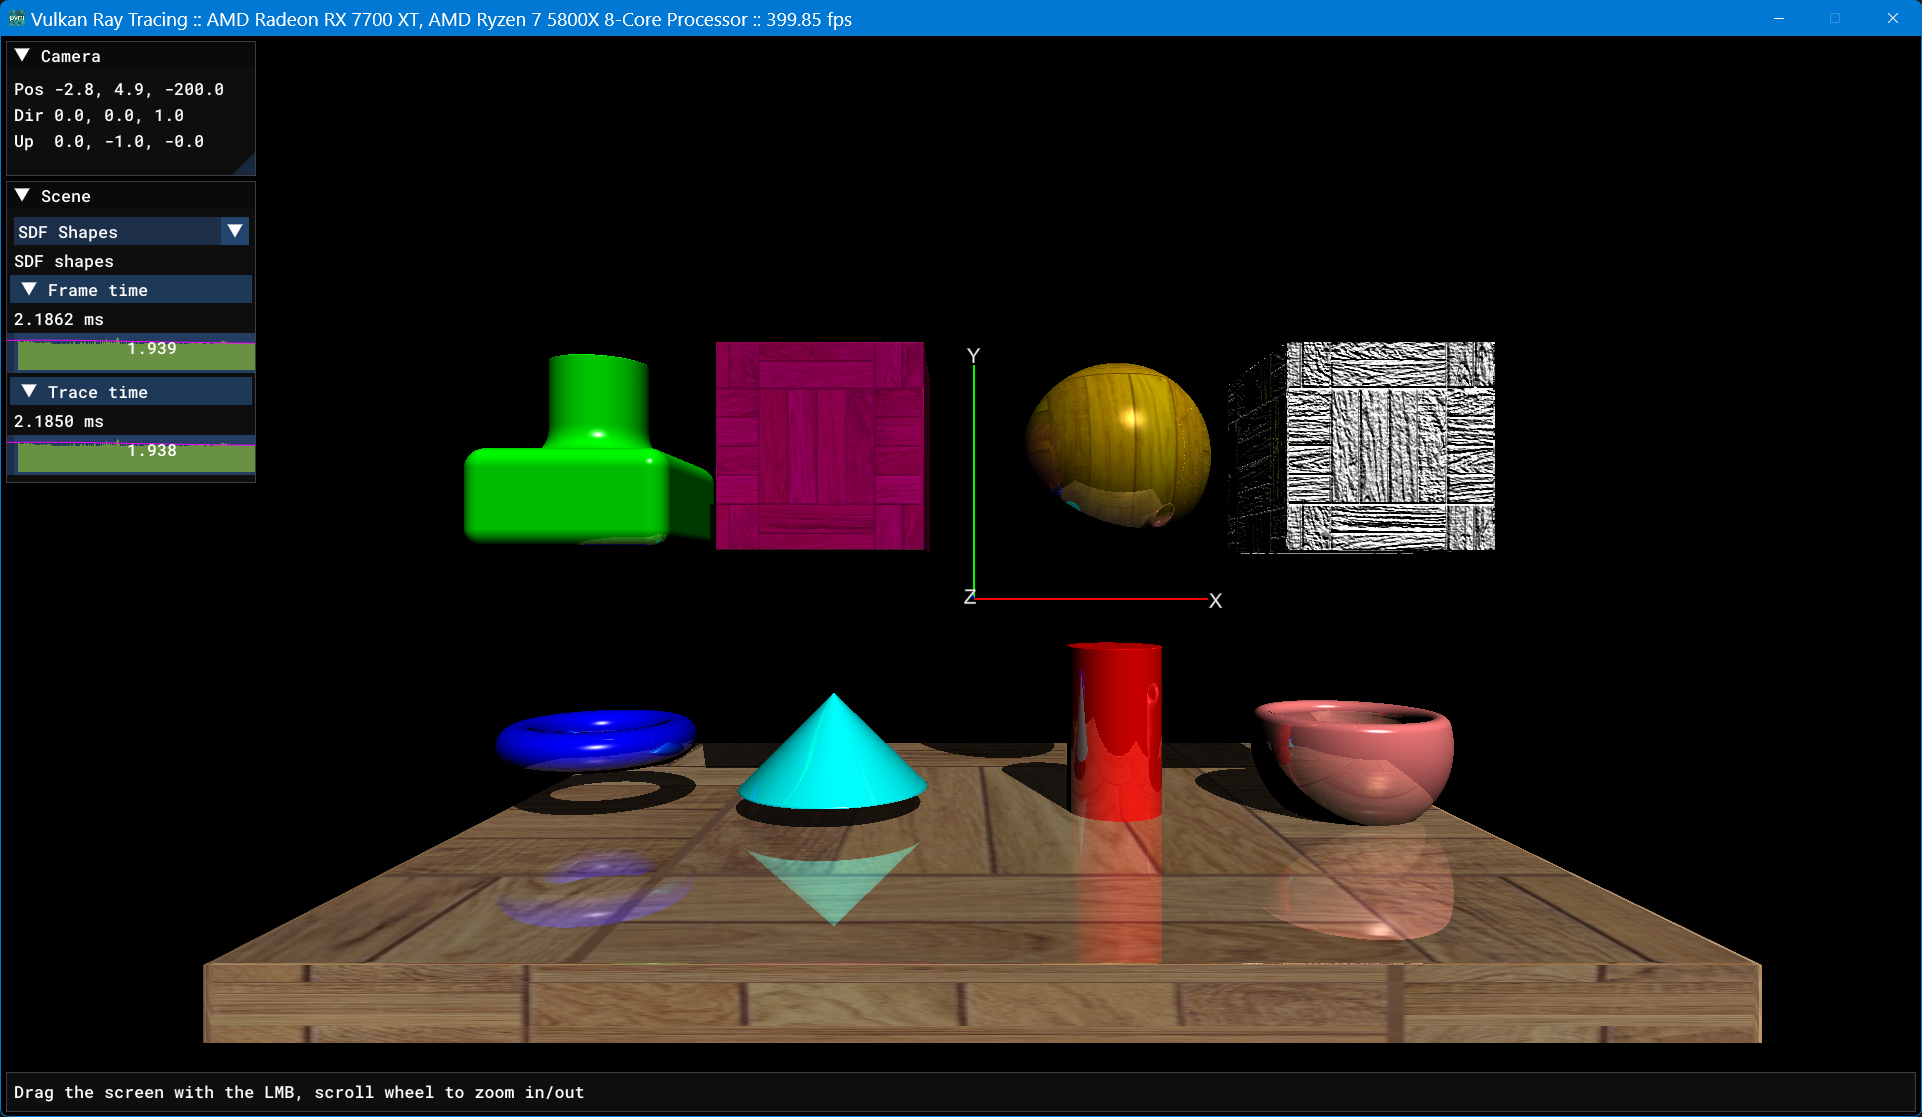 Vulkan Ray Tracing :: AMD Radeon RX 7700 XT, AMD Ryzen 7 5800X 8-Core Processor :: 399.85 fps
Camera
Pos -2.8, 4.9, -200.0
Dir 0.0, 0.0, 1.0
Up 0.0, -1.0, -0.0
Scene
SDF Shapes
SDF shapes
Frame time
2.1862 ms
1.939
Trace time
2.1850 ms
1.938
Y
Z
X
Drag the screen with the LMB, scroll wheel to zoom in/out